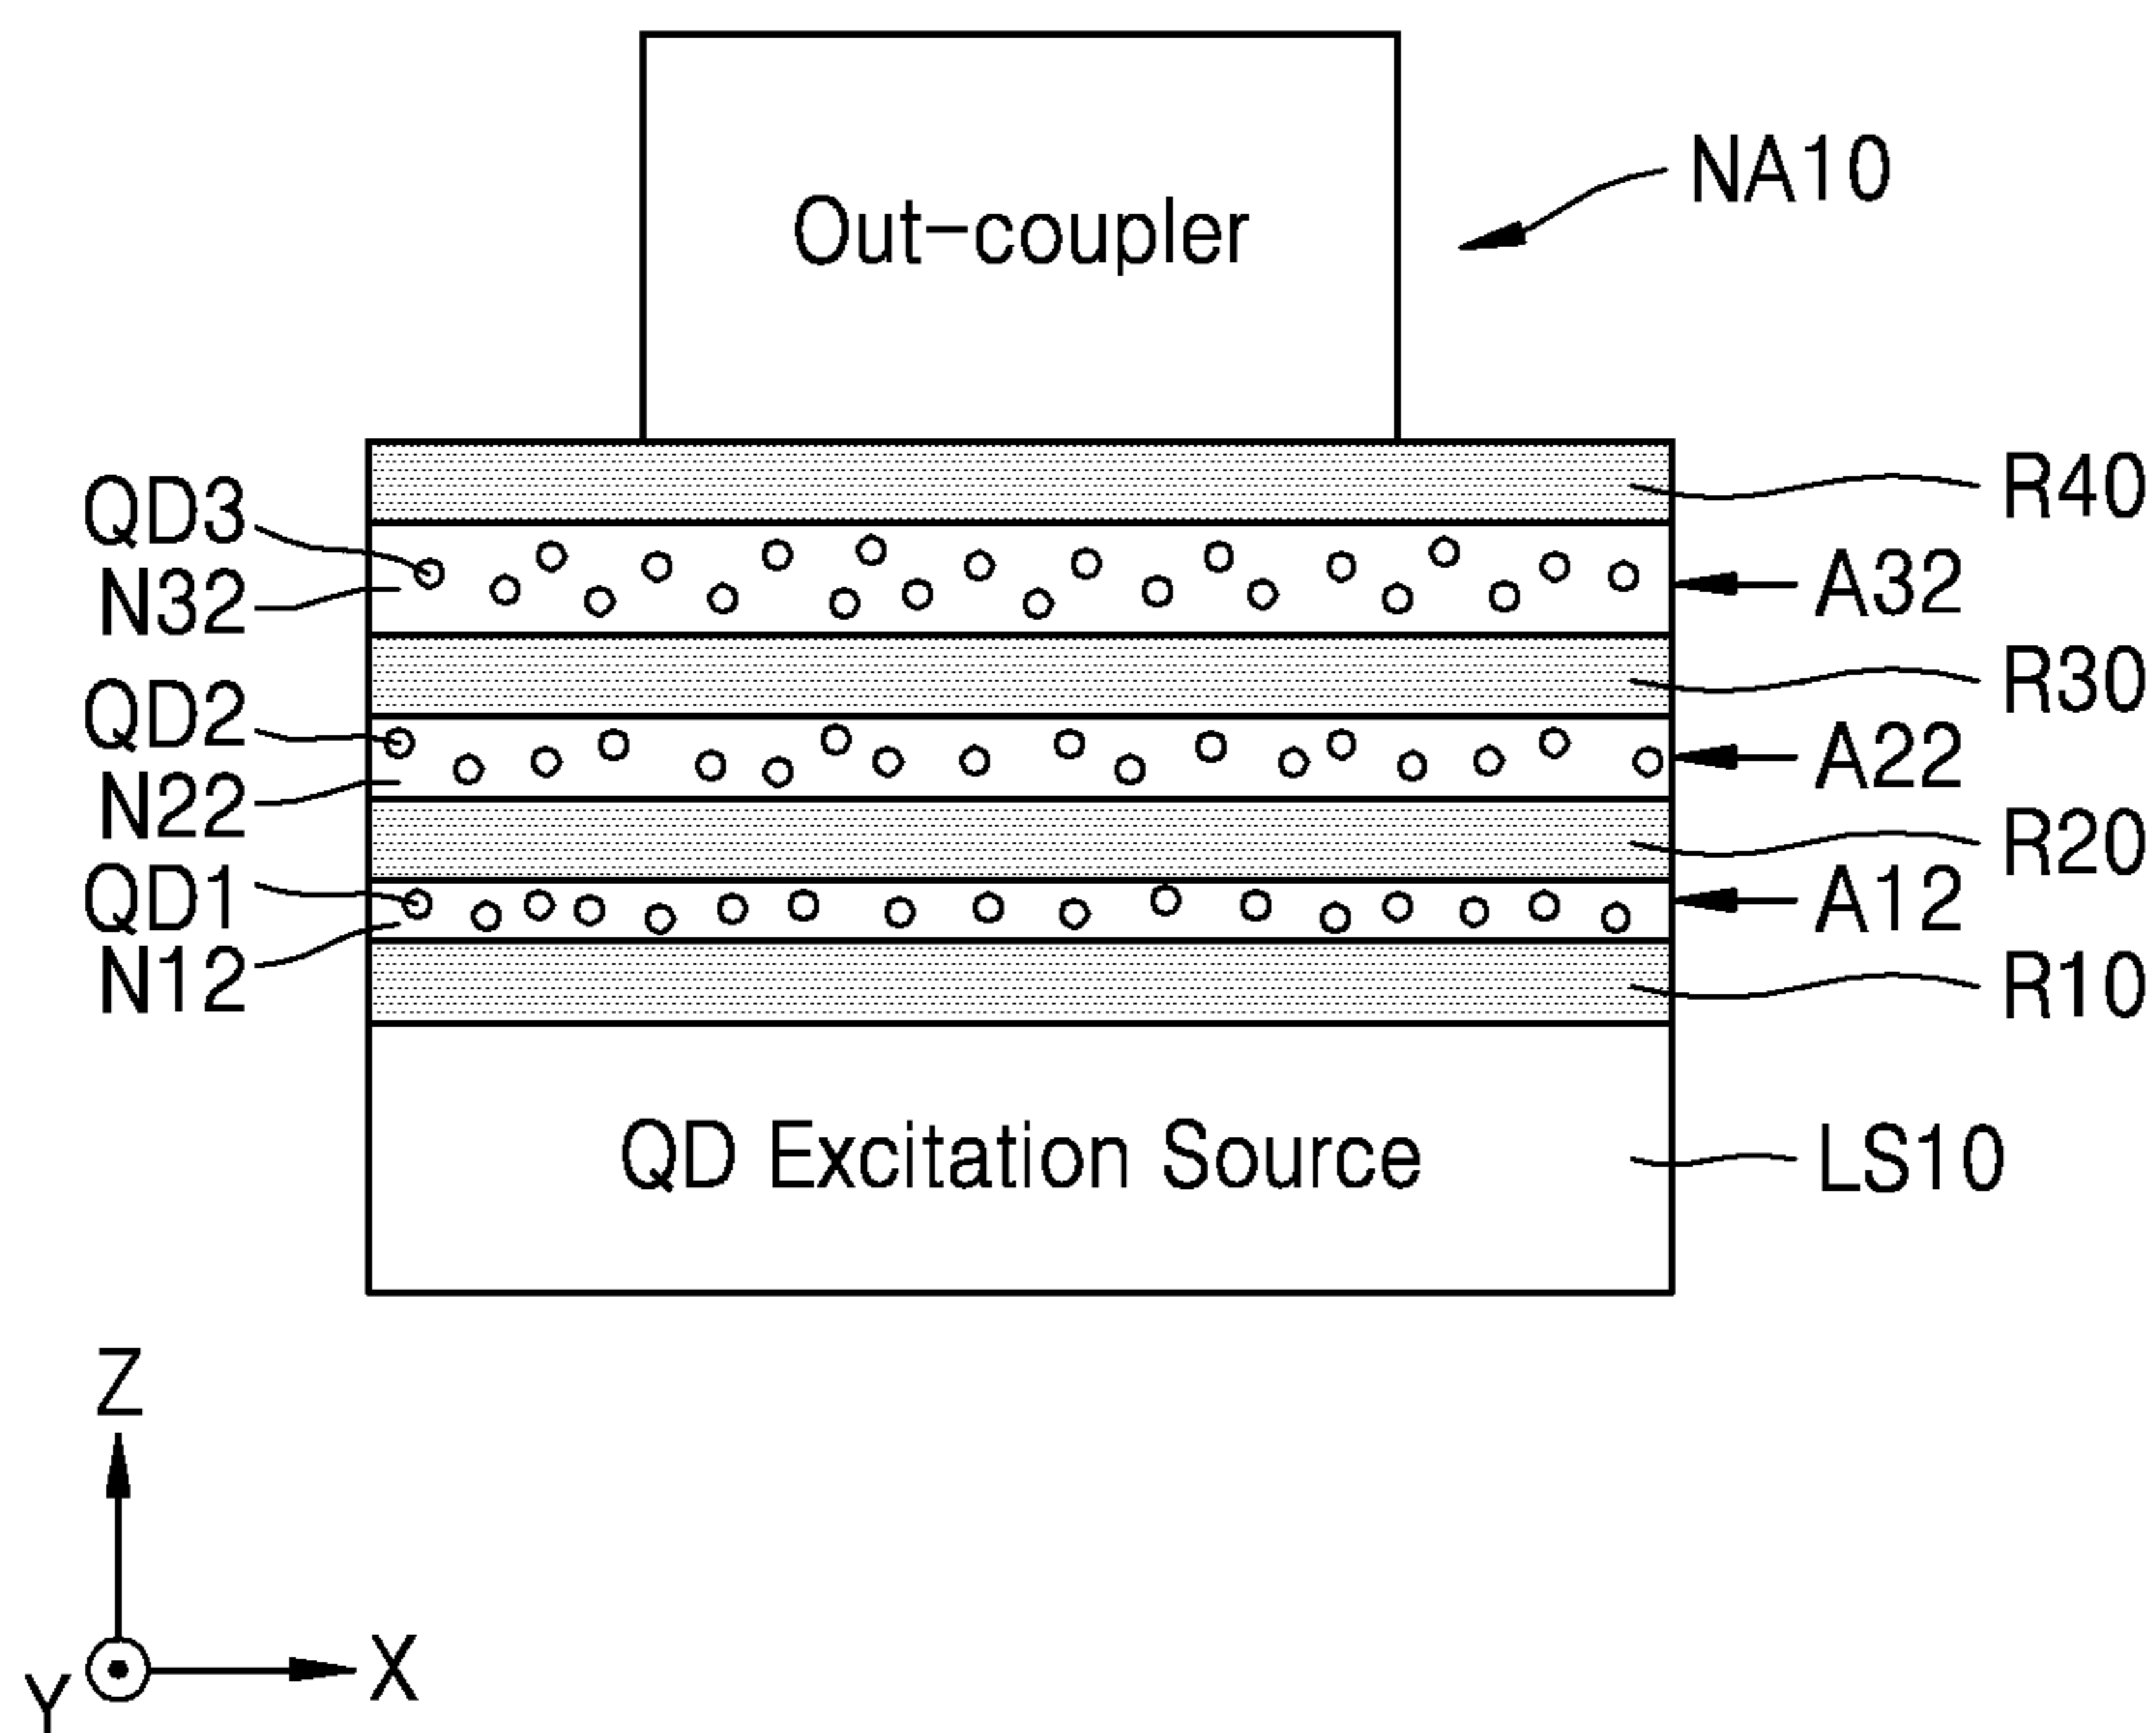 NA10
Out-coupler
QD3
R40
N32
A32
QD2
R30
N22
A22
QD1
R20
N12
A12
R10
QD Excitation Source
LS10
Z
X
Y